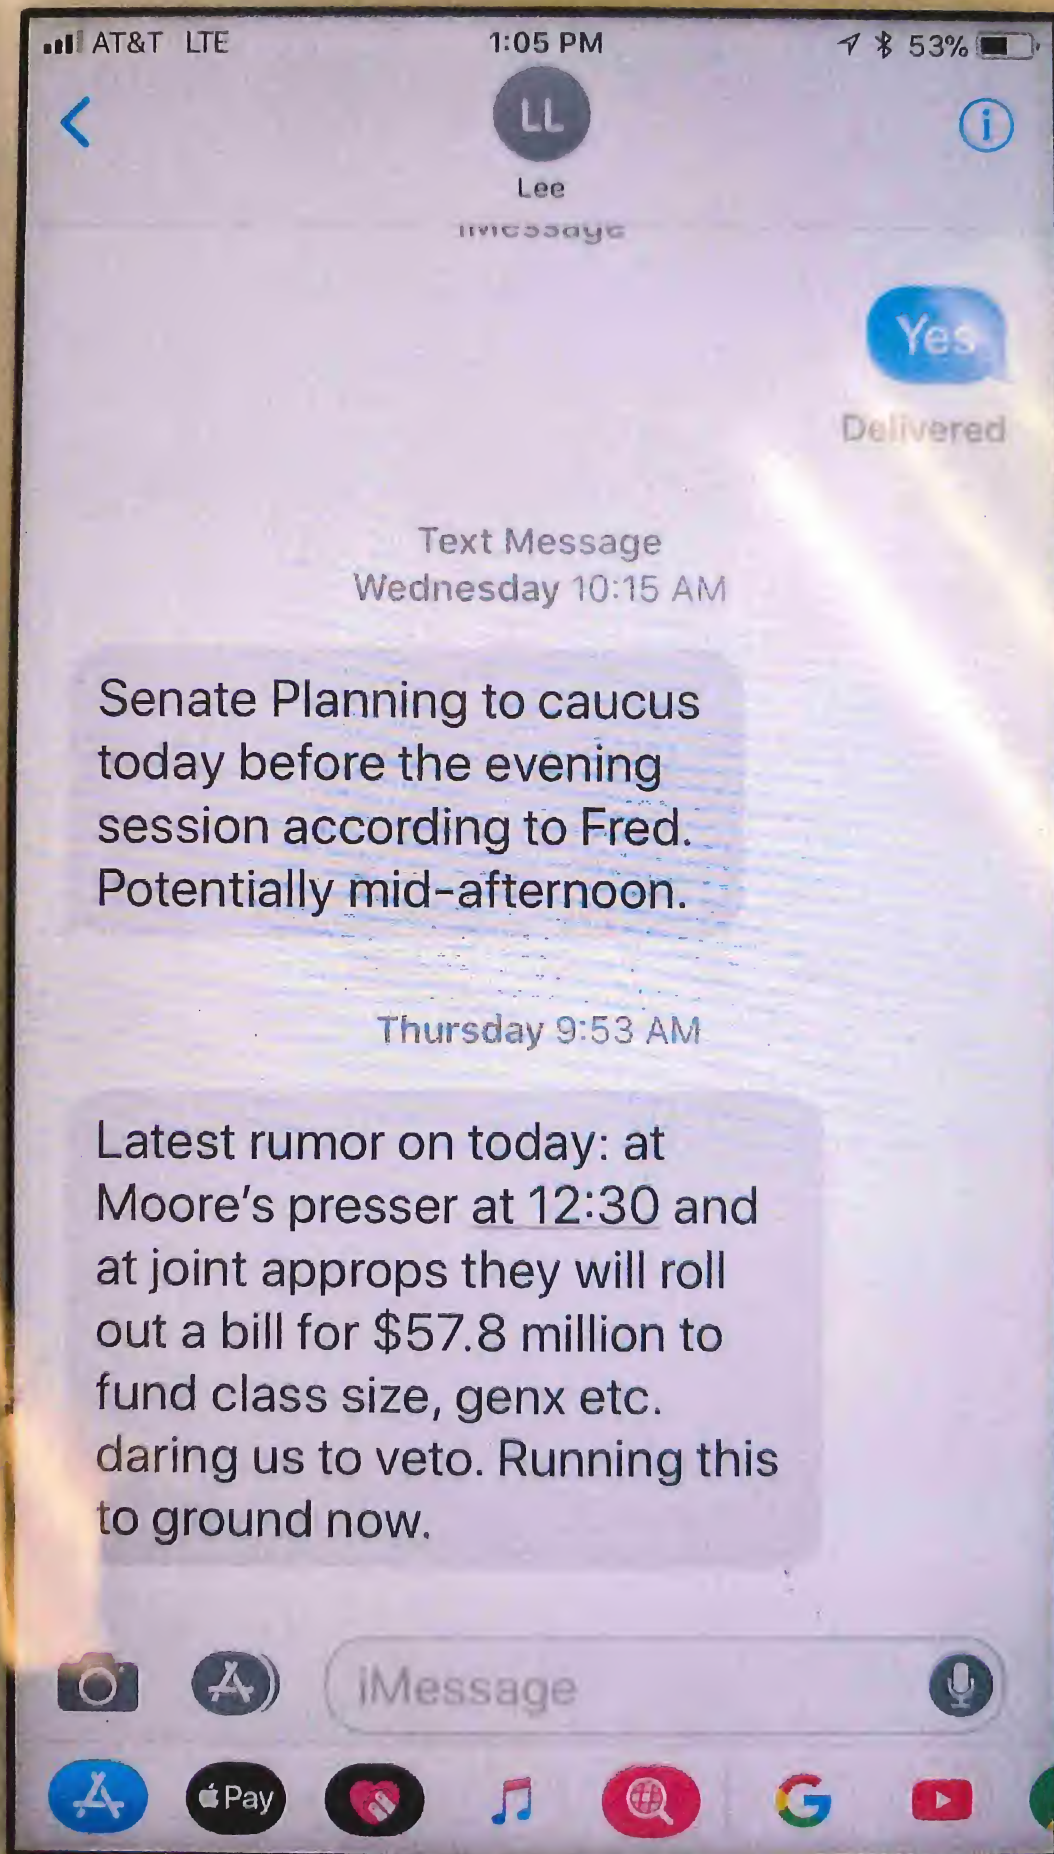 AT&T LTE 1:05 PM 53%
LL
Lee
iMessage
Yes
Delivered
Text Message
Wednesday 10:15 AM
Senate Planning to caucus
today before the evening
session according to Fred.
Potentially mid-afternoon.
Thursday 9:53 AM
Latest rumor on today: at
Moore's presser at 12:30 and
at joint approps they will roll
out a bill for $57.8 million to
fund class size, genx etc.
daring us to veto. Running this
to ground now.
iMessage
Pay